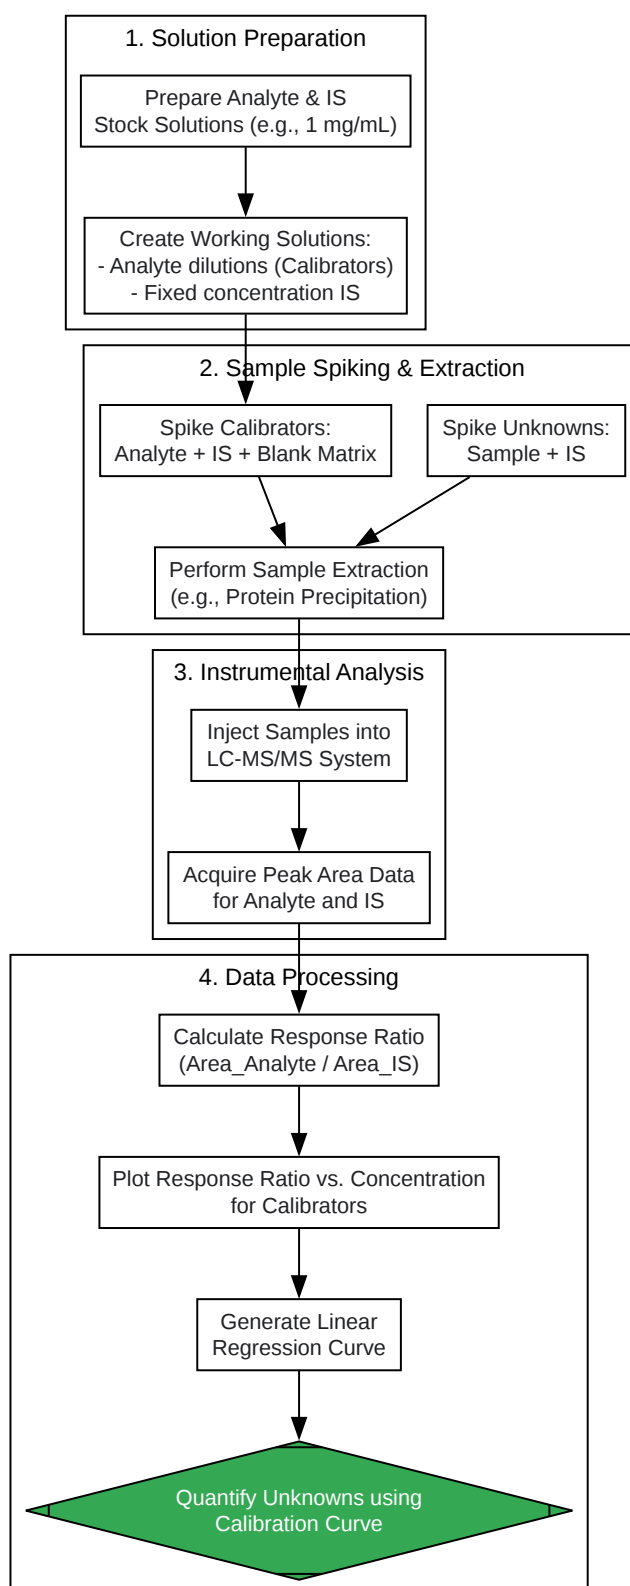 1. Solution Preparation
Prepare Analyte & IS
Stock Solutions (e.g., 1 mg/mL)
Create Working Solutions:
- Analyte dilutions (Calibrators)
- Fixed concentration IS
2. Sample Spiking & Extraction
Spike Calibrators:
Analyte + IS + Blank Matrix
Spike Unknowns:
Sample + IS
Perform Sample Extraction
(e.g., Protein Precipitation)
3. Instrumental Analysis
Inject Samples into
LC-MS/MS System
Acquire Peak Area Data
for Analyte and IS
4. Data Processing
Calculate Response Ratio
(Area_Analyte / Area_IS)
Plot Response Ratio vs. Concentration
for Calibrators
Generate Linear
Regression Curve
Quantify Unknowns using
Calibration Curve